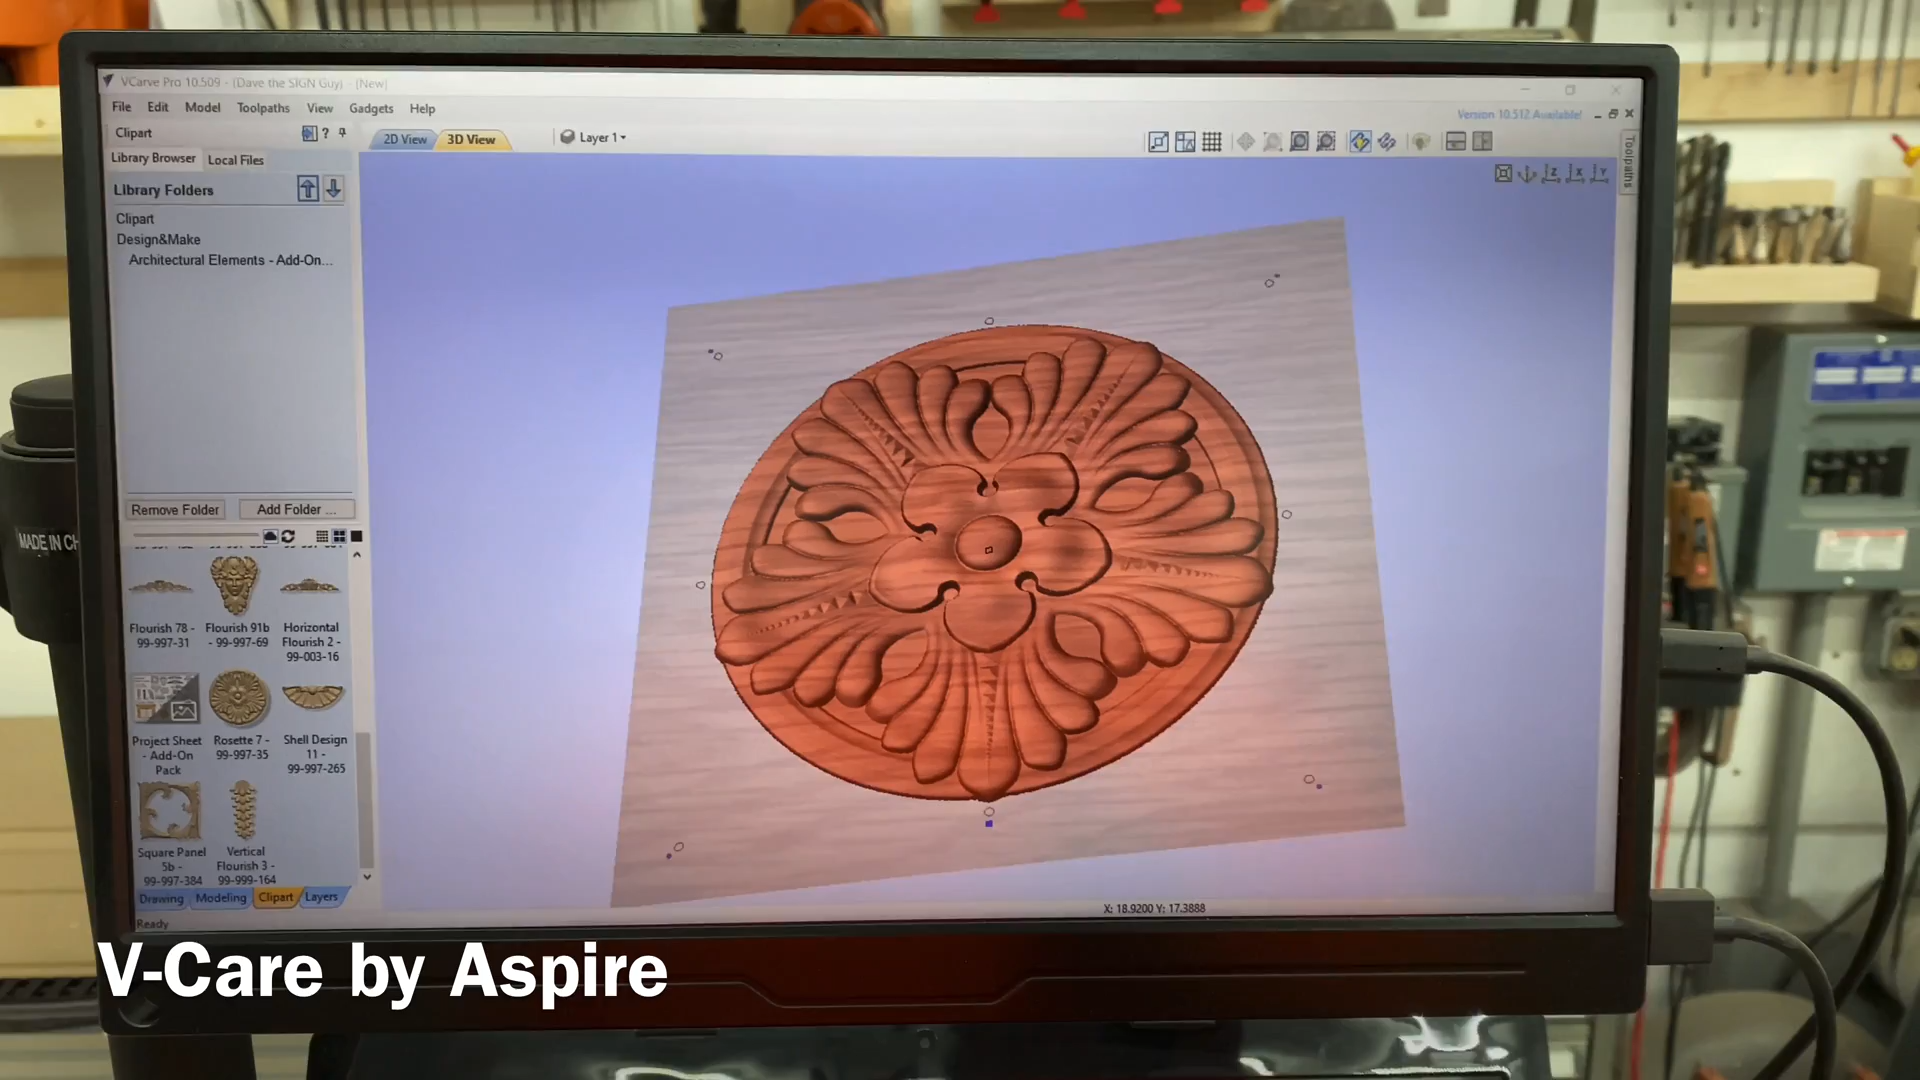 VCarve Pro 10.509 - (Dave the SIGN Guy) - [New]
File Edit Model Toolpaths View Gadgets Help
Version 10.512 Available!
Clipart
2D View 3D View Layer 1
Library Browser Local Files
Toolpaths
Library Folders
Z X Y
Clipart
Design&Make
Architectural Elements - Add-On...
Remove Folder Add Folder ...
MADE IN CH
Flourish 78 -
99-997-31
Flourish 91b
- 99-997-69
Horizontal
Flourish 2 -
99-003-16
Project Sheet
- Add-On
Pack
Rosette 7 -
99-997-35
Shell Design
11 -
99-997-265
Square Panel
5b -
99-997-384
Vertical
Flourish 3 -
99-999-164
Drawing Modeling Clipart Layers
Ready
X: 18.9200 Y: 17.3888
V-Care by Aspire